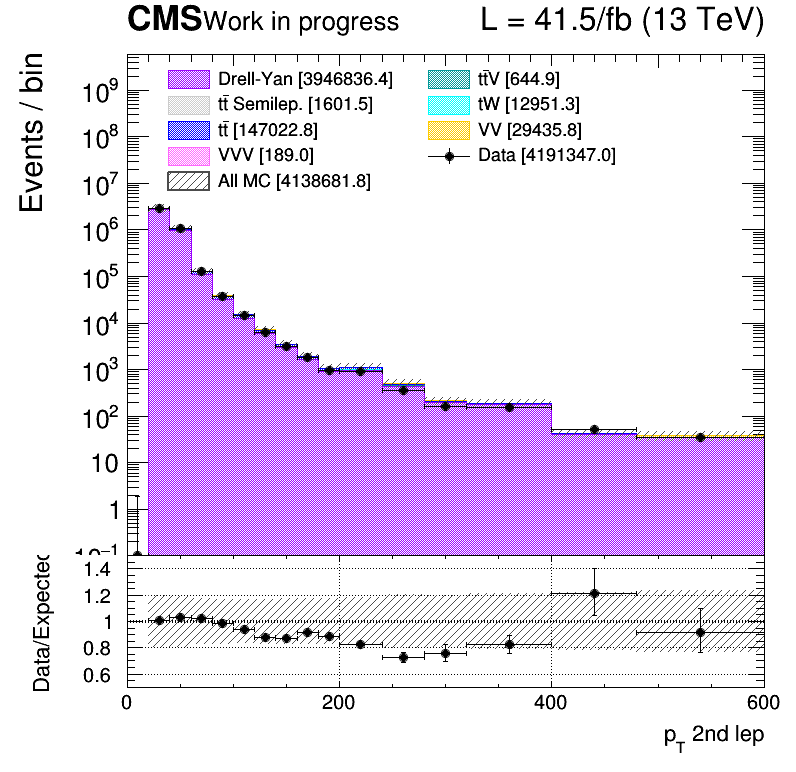 CMS Work in progress L = 41.5/fb (13 TeV)
Events / bin
Drell-Yan [3946836.4] tt̄V [644.9]
tt̄ Semilep. [1601.5] tW [12951.3]
tt̄ [147022.8] VV [29435.8]
VVV [189.0] Data [4191347.0]
All MC [4138681.8]
10⁹
10⁸
10⁷
10⁶
10⁵
10⁴
10³
10²
10
1
10⁻¹
Data/Expected
1.4
1.2
1
0.8
0.6
0 200 400 600
p_T 2nd lep